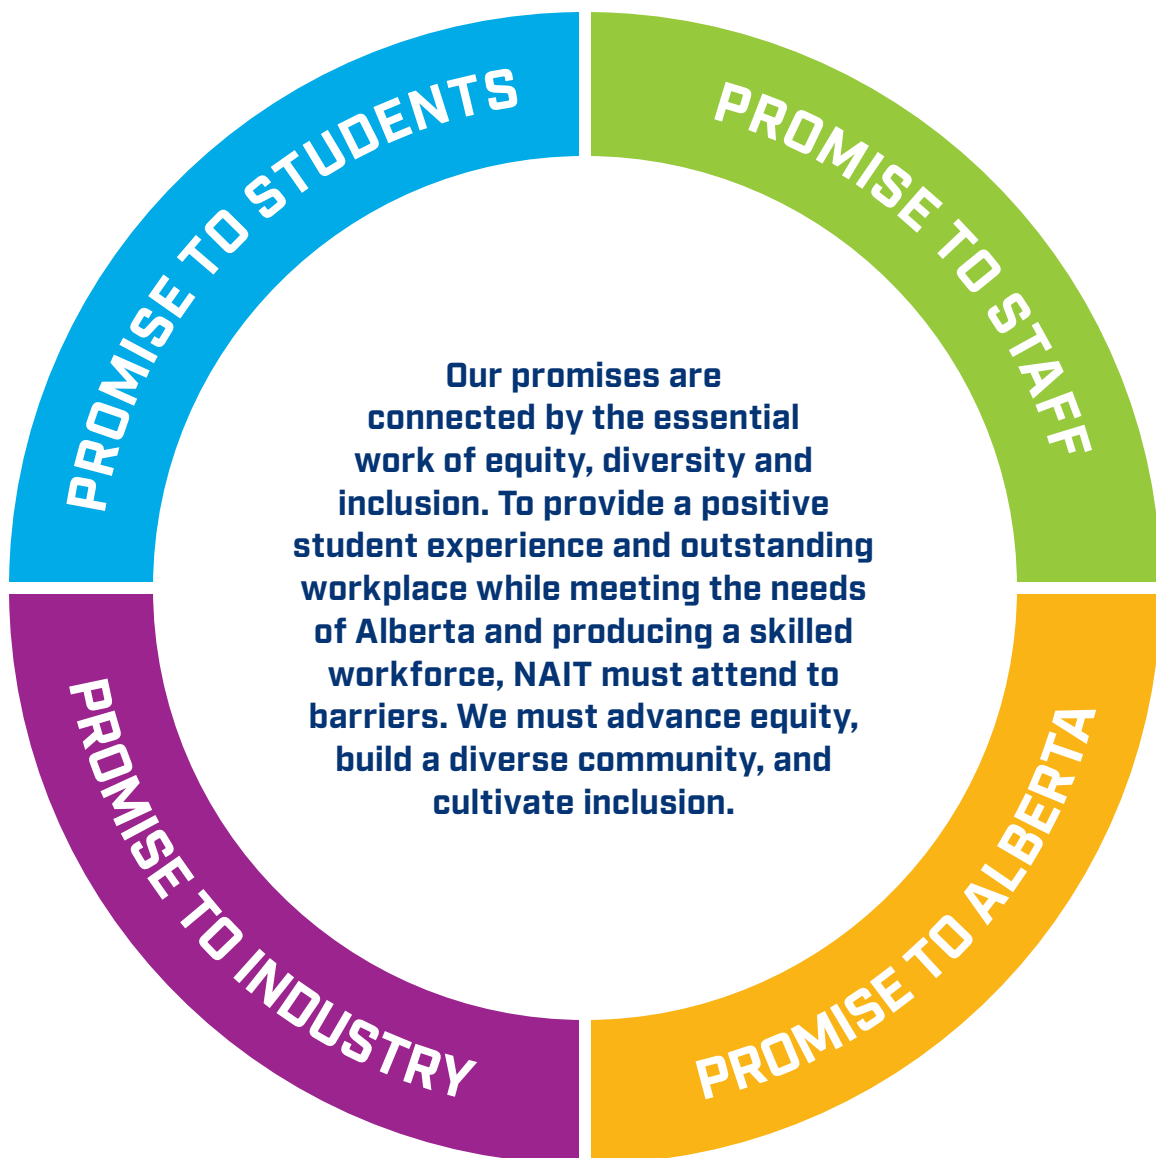 PROMISE TO STUDENTS
PROMISE TO STAFF
Our promises are
connected by the essential
work of equity, diversity and
inclusion. To provide a positive
student experience and outstanding
workplace while meeting the needs
of Alberta and producing a skilled
workforce, NAIT must attend to
barriers. We must advance equity,
build a diverse community, and
cultivate inclusion.
PROMISE TO INDUSTRY
PROMISE TO ALBERTA